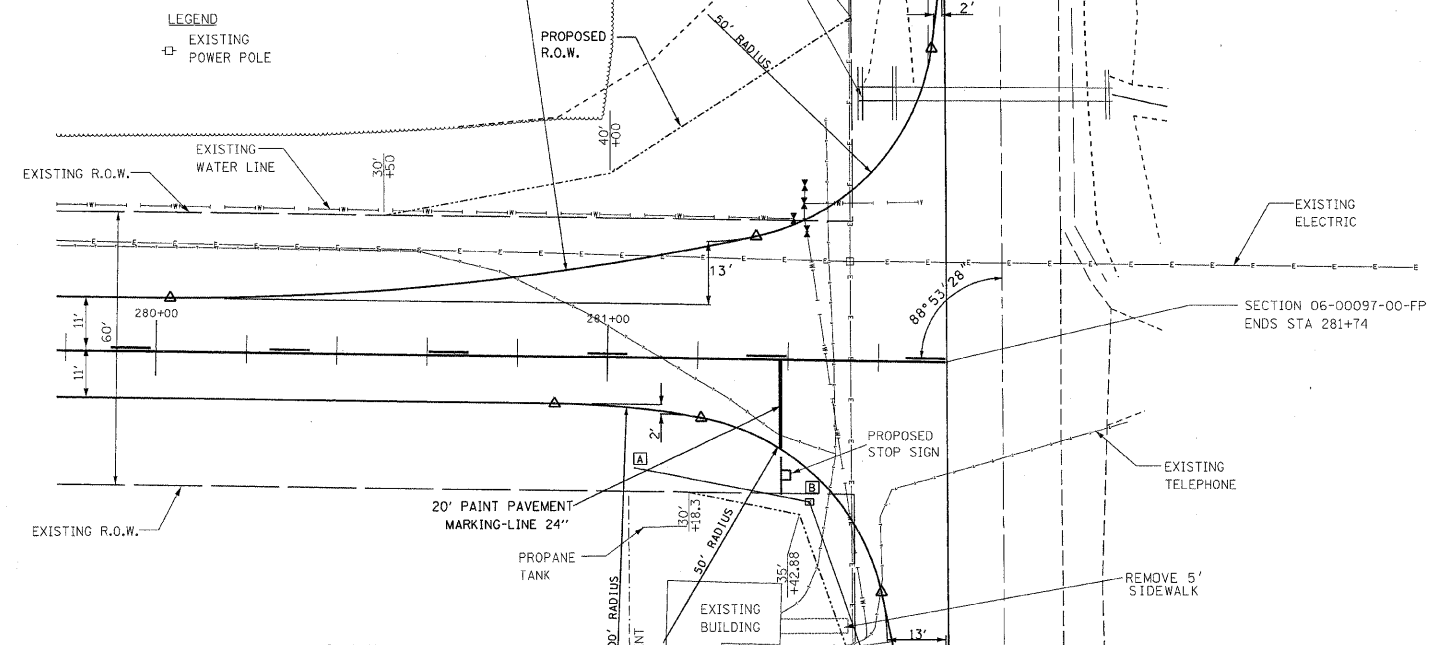 LEGEND
EXISTING
POWER POLE
PROPOSED
R.O.W.
50' RADIUS
2'
EXISTING
WATER LINE
EXISTING R.O.W.
30'
+50
40'
+00
EXISTING
ELECTRIC
13'
88°53'28"
SECTION 06-00097-00-FP
ENDS STA 281+74
280+00
281+00
11'
60'
11'
2'
A
B
PROPOSED
STOP SIGN
EXISTING
TELEPHONE
20' PAINT PAVEMENT
MARKING-LINE 24"
EXISTING R.O.W.
30'
+18.3
50' RADIUS
PROPANE
TANK
35'
+42.88
00' RADIUS
EXISTING
BUILDING
REMOVE 5'
SIDEWALK
13'
NT